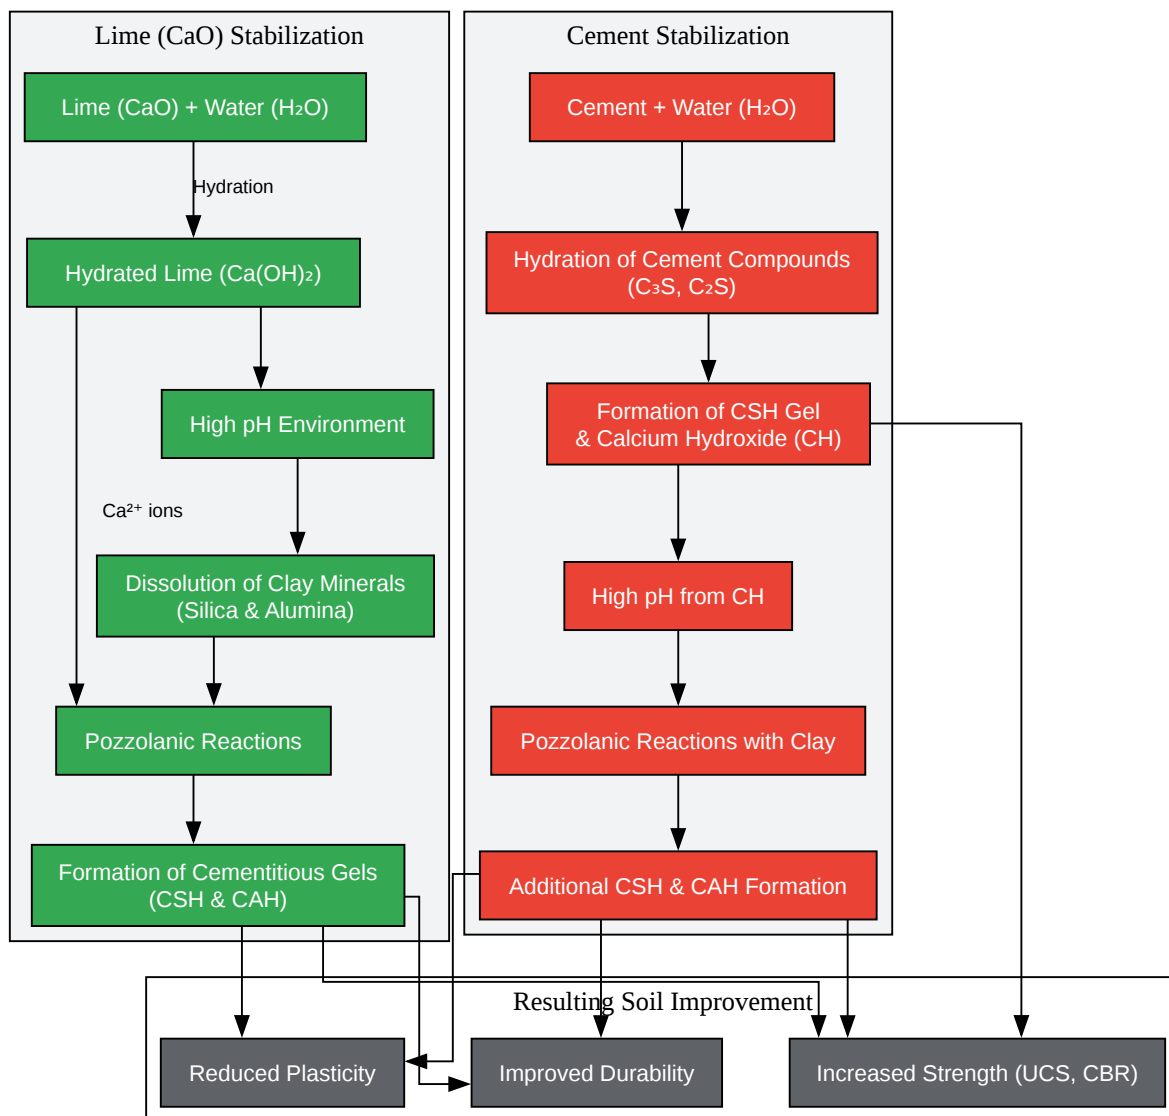 Lime (CaO) Stabilization
Lime (CaO) + Water (H₂O)
Hydration
Hydrated Lime (Ca(OH)₂)
High pH Environment
Ca²⁺ ions
Dissolution of Clay Minerals
(Silica & Alumina)
Pozzolanic Reactions
Formation of Cementitious Gels
(CSH & CAH)
Cement Stabilization
Cement + Water (H₂O)
Hydration of Cement Compounds
(C₃S, C₂S)
Formation of CSH Gel
& Calcium Hydroxide (CH)
High pH from CH
Pozzolanic Reactions with Clay
Additional CSH & CAH Formation
Resulting Soil Improvement
Reduced Plasticity
Improved Durability
Increased Strength (UCS, CBR)